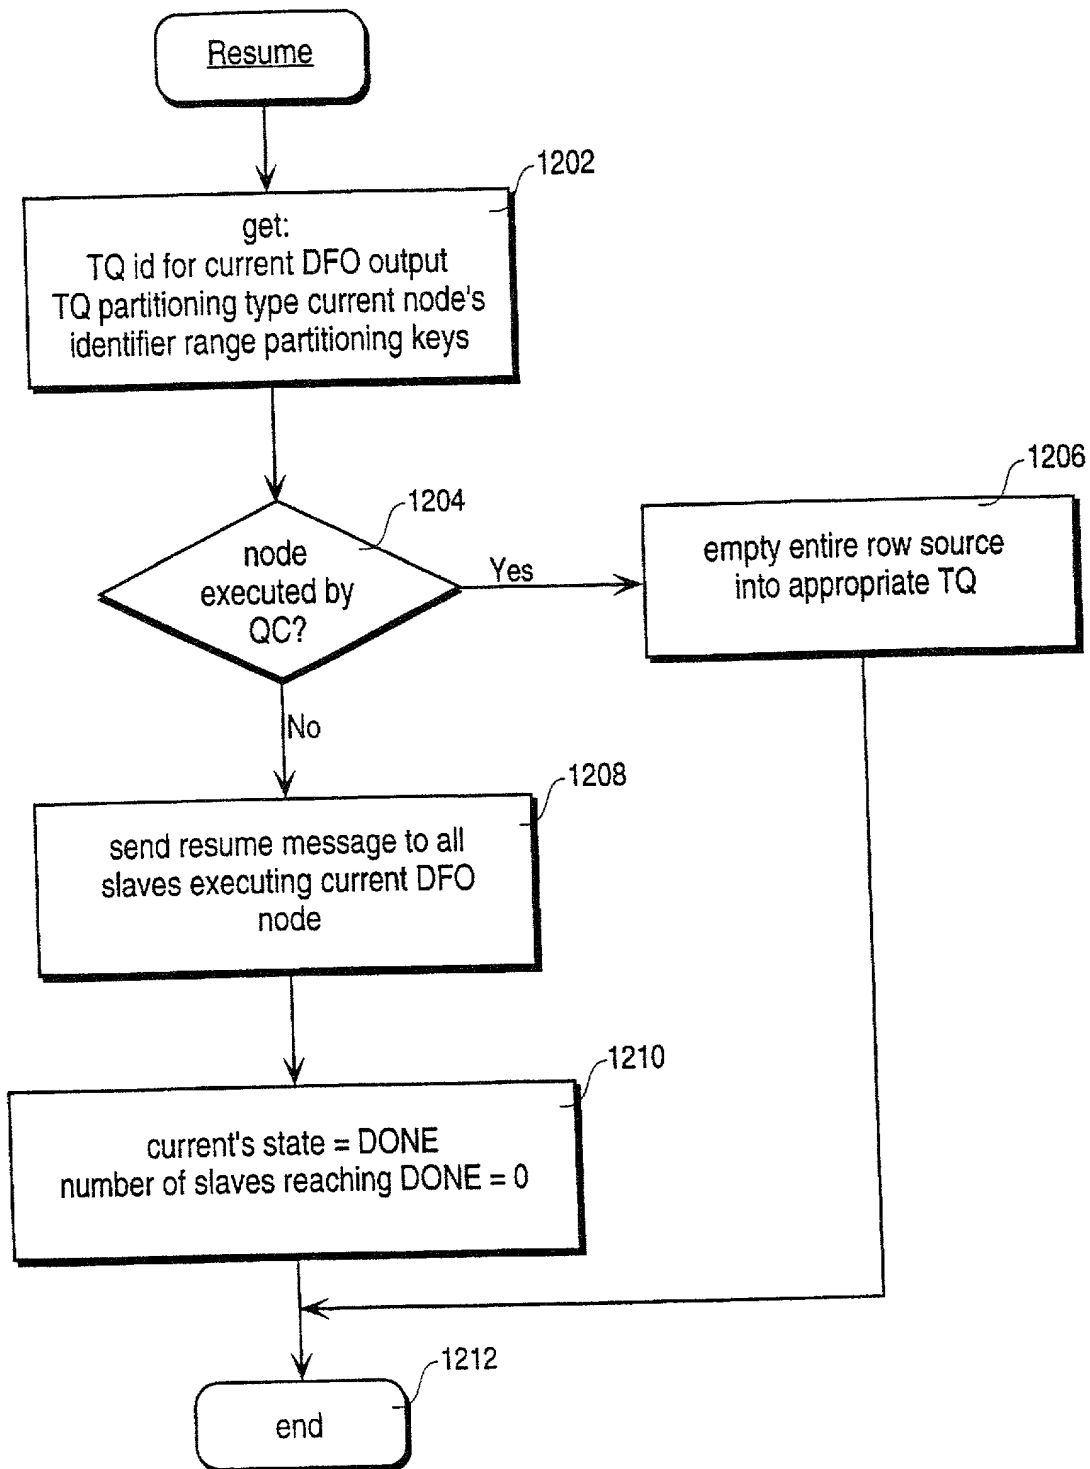 Resume
1202
get:
TQ id for current DFO output
TQ partitioning type current node's
identifier range partitioning keys
1204
node
executed by
QC?
Yes
1206
empty entire row source
into appropriate TQ
No
1208
send resume message to all
slaves executing current DFO
node
1210
current's state = DONE
number of slaves reaching DONE = 0
1212
end